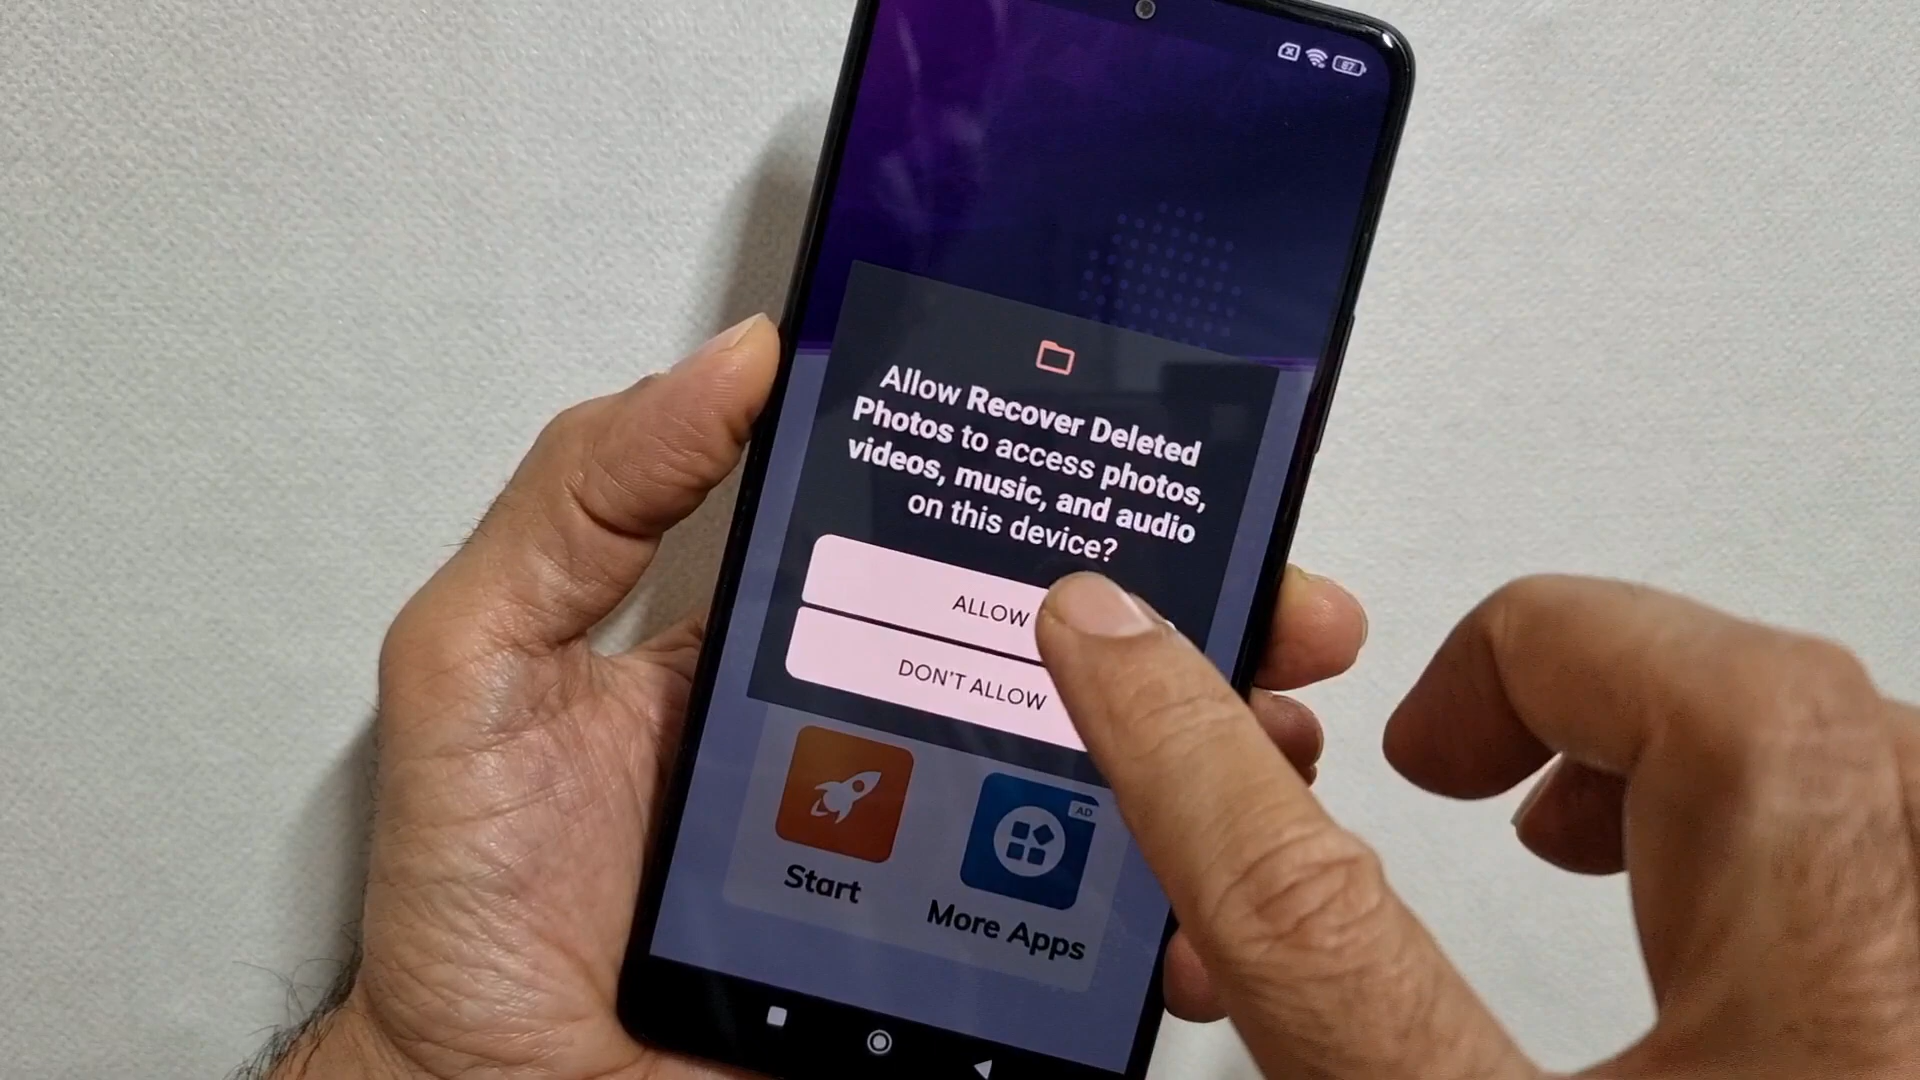 87
Allow Recover Deleted
Photos to access photos,
videos, music, and audio
on this device?
ALLOW
DON'T ALLOW
AD
Start
More Apps